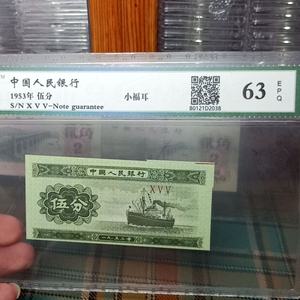 中国人民银行
1953年 伍分
S/N X V V-Note guarantee
小福耳
B0121D2038
63
EPQ
中国人民银行
XVV
伍分
一九五三年